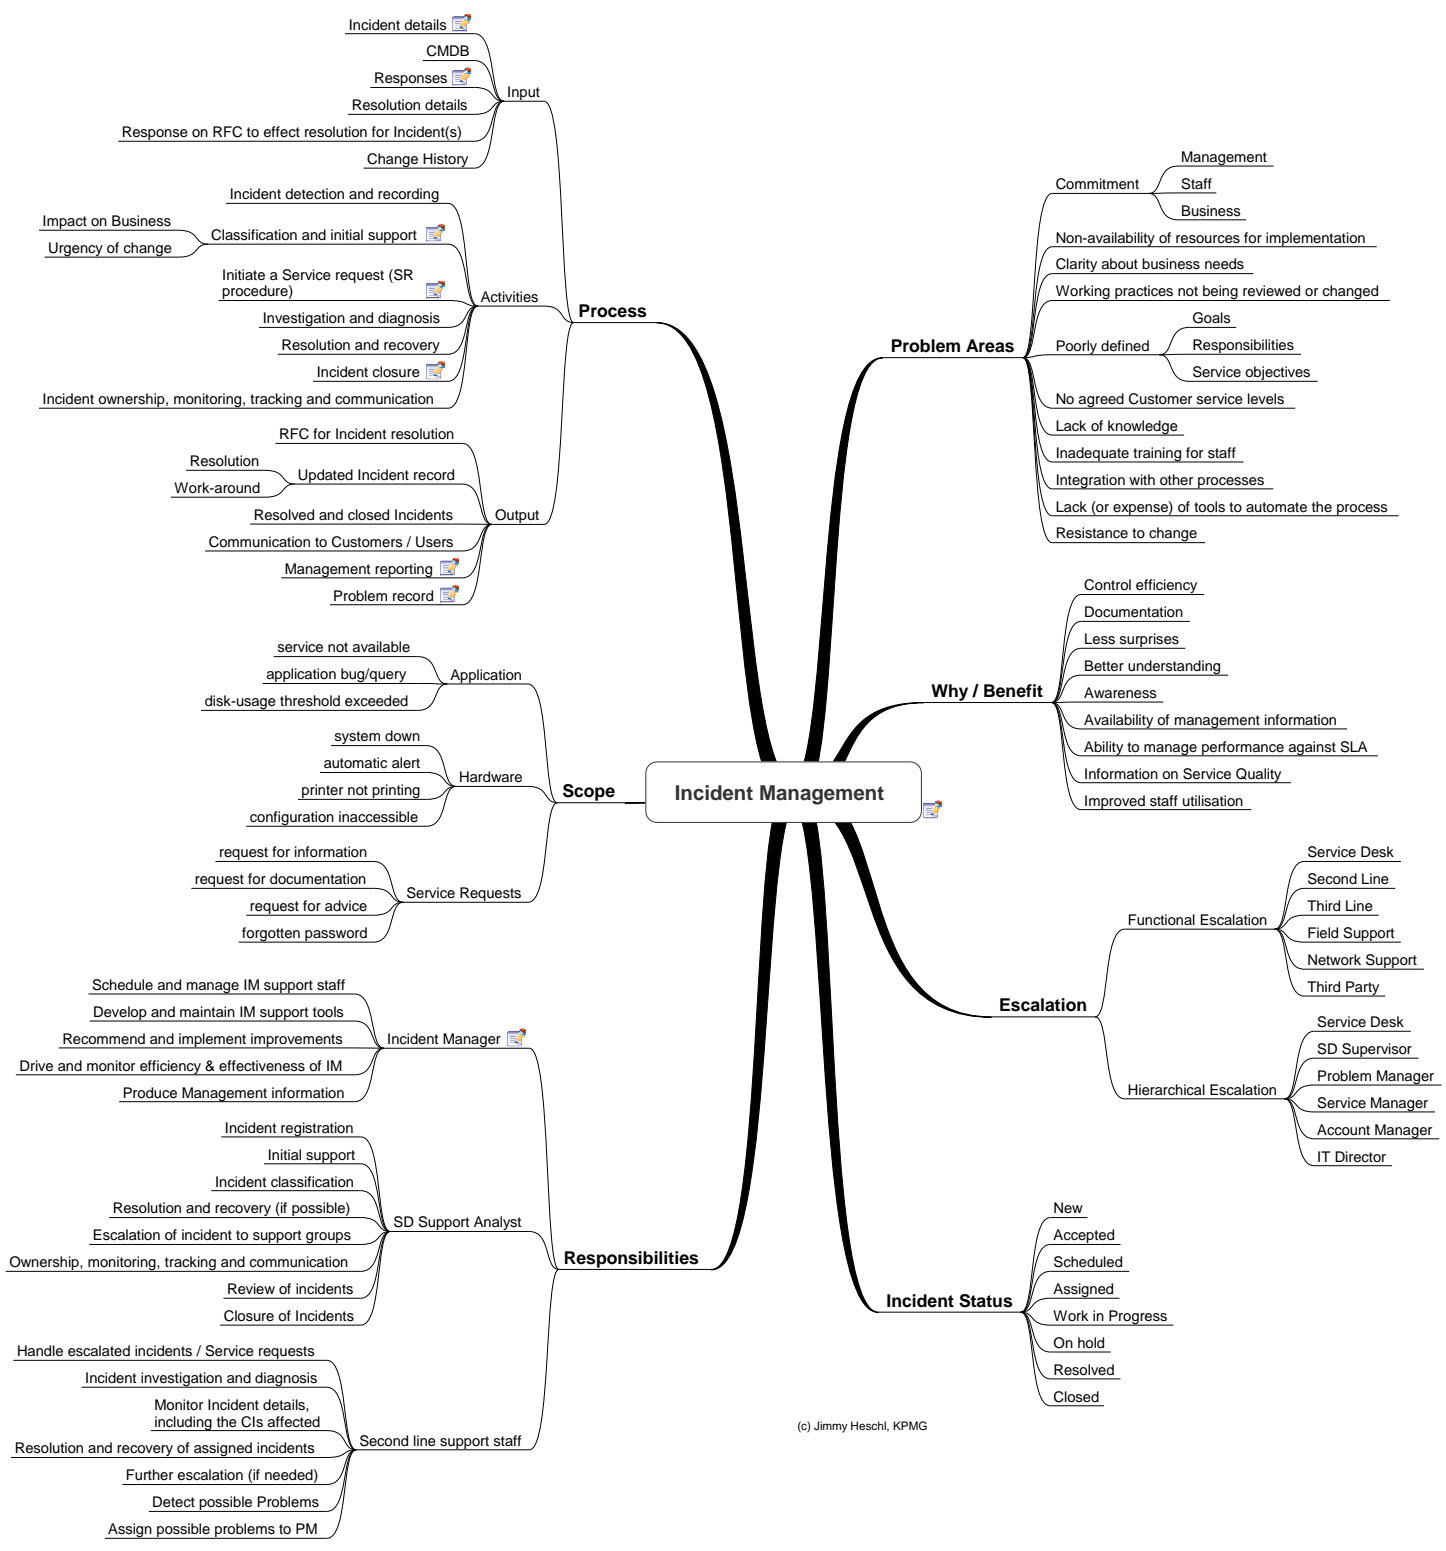 Incident Management
Process
Input
Incident details
CMDB
Responses
Resolution details
Response on RFC to effect resolution for Incident(s)
Change History
Activities
Incident detection and recording
Classification and initial support
Impact on Business
Urgency of change
Initiate a Service request (SR
procedure)
Investigation and diagnosis
Resolution and recovery
Incident closure
Incident ownership, monitoring, tracking and communication
Output
RFC for Incident resolution
Updated Incident record
Resolution
Work-around
Resolved and closed Incidents
Communication to Customers / Users
Management reporting
Problem record
Scope
Application
service not available
application bug/query
disk-usage threshold exceeded
Hardware
system down
automatic alert
printer not printing
configuration inaccessible
Service Requests
request for information
request for documentation
request for advice
forgotten password
Responsibilities
Incident Manager
Schedule and manage IM support staff
Develop and maintain IM support tools
Recommend and implement improvements
Drive and monitor efficiency & effectiveness of IM
Produce Management information
SD Support Analyst
Incident registration
Initial support
Incident classification
Resolution and recovery (if possible)
Escalation of incident to support groups
Ownership, monitoring, tracking and communication
Review of incidents
Closure of Incidents
Second line support staff
Handle escalated incidents / Service requests
Incident investigation and diagnosis
Monitor Incident details,
including the CIs affected
Resolution and recovery of assigned incidents
Further escalation (if needed)
Detect possible Problems
Assign possible problems to PM
Problem Areas
Commitment
Management
Staff
Business
Non-availability of resources for implementation
Clarity about business needs
Working practices not being reviewed or changed
Poorly defined
Goals
Responsibilities
Service objectives
No agreed Customer service levels
Lack of knowledge
Inadequate training for staff
Integration with other processes
Lack (or expense) of tools to automate the process
Resistance to change
Why / Benefit
Control efficiency
Documentation
Less surprises
Better understanding
Awareness
Availability of management information
Ability to manage performance against SLA
Information on Service Quality
Improved staff utilisation
Escalation
Functional Escalation
Service Desk
Second Line
Third Line
Field Support
Network Support
Third Party
Hierarchical Escalation
Service Desk
SD Supervisor
Problem Manager
Service Manager
Account Manager
IT Director
Incident Status
New
Accepted
Scheduled
Assigned
Work in Progress
On hold
Resolved
Closed
(c) Jimmy Heschl, KPMG